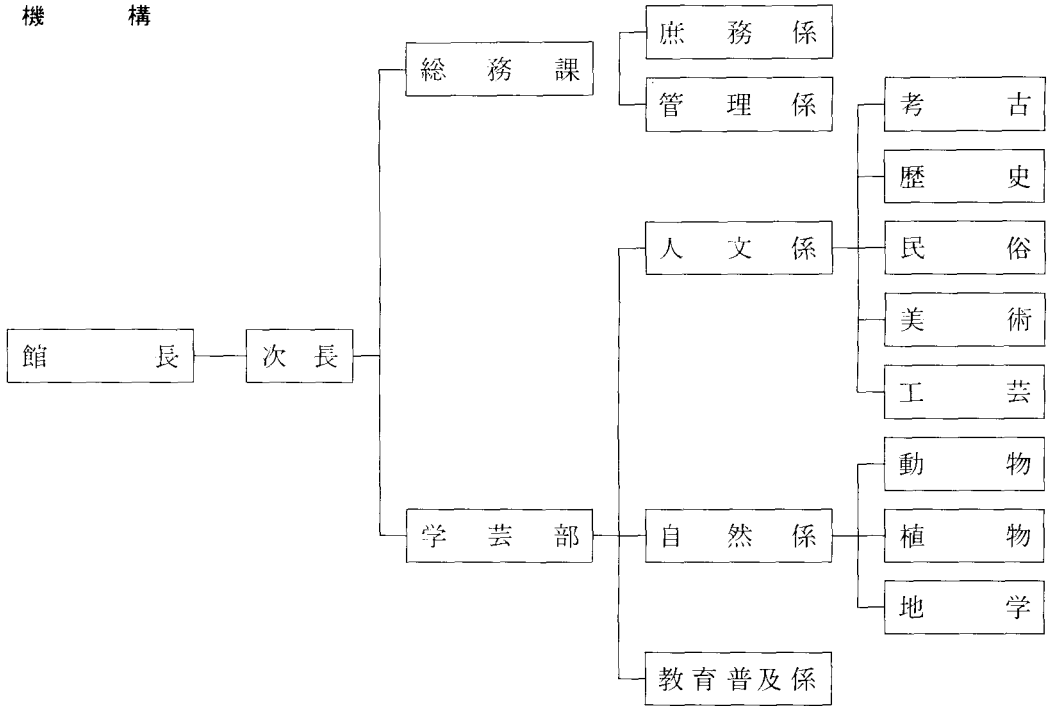 機構
庶務係
総務課
管理係
考古
歴史
人文係
民俗
美術
館長
次長
工芸
動物
学芸部
自然係
植物
地学
教育普及係